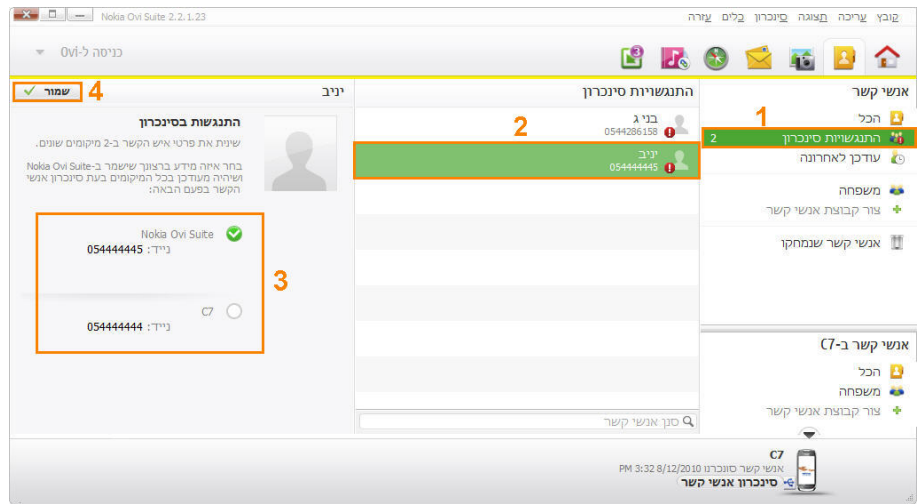 Nokia Ovi Suite 2.2.1.23
קובץ עריכה תצוגה סינכרון כלים עזרה
כניסה ל-Ovi
3
אנשי קשר
הכל
1
התנגשויות סינכרון 2
עודכן לאחרונה
משפחה
צור קבוצת אנשי קשר
אנשי קשר שנמחקו
אנשי קשר ב-C7
הכל
משפחה
צור קבוצת אנשי קשר
התנגשויות סינכרון
2
בני ג
0544286158
יניב
054444445
סנן אנשי קשר
יניב
4
שמור
התנגשות בסינכרון
שינית את פרטי איש הקשר ב-2 מיקומים שונים.
בחר איזה מידע ברצונך שישמר ב-Nokia Ovi Suite
ושיהיה מעודכן בכל המיקומים בעת סינכרון אנשי
הקשר בפעם הבאה:
3
Nokia Ovi Suite
נייד: 054444445
C7
נייד: 054444444
C7
אנשי קשר סונכרנו 8/12/2010 3:32 PM
סינכרון אנשי קשר